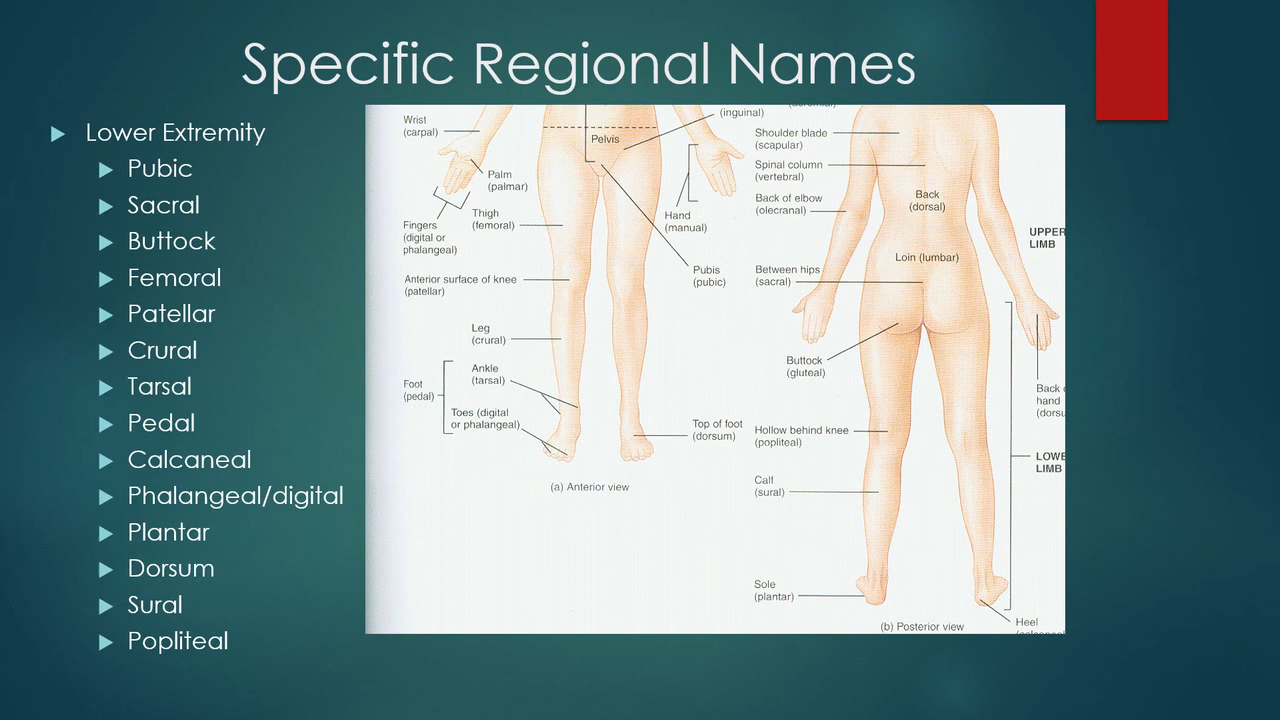 Specific Regional Names
Lower Extremity
Pubic
Sacral
Buttock
Femoral
Patellar
Crural
Tarsal
Pedal
Calcaneal
Phalangeal/digital
Plantar
Dorsum
Sural
Popliteal
Wrist
(carpal)
Palm
(palmar)
Fingers
(digital or
phalangeal)
Thigh
(femoral)
Anterior surface of knee
(patellar)
Leg
(crural)
Foot
(pedal)
Ankle
(tarsal)
Toes (digital
or phalangeal)
Pelvis
(inguinal)
Hand
(manual)
Pubis
(pubic)
Top of foot
(dorsum)
(a) Anterior view
Shoulder blade
(scapular)
Spinal column
(vertebral)
Back of elbow
(olecranal)
Between hips
(sacral)
Buttock
(gluteal)
Hollow behind knee
(popliteal)
Calf
(sural)
Sole
(plantar)
Back
(dorsal)
Loin (lumbar)
UPPER
LIMB
Back
hand
(dorsu
LOWE
LIMB
Heel
(b) Posterior view